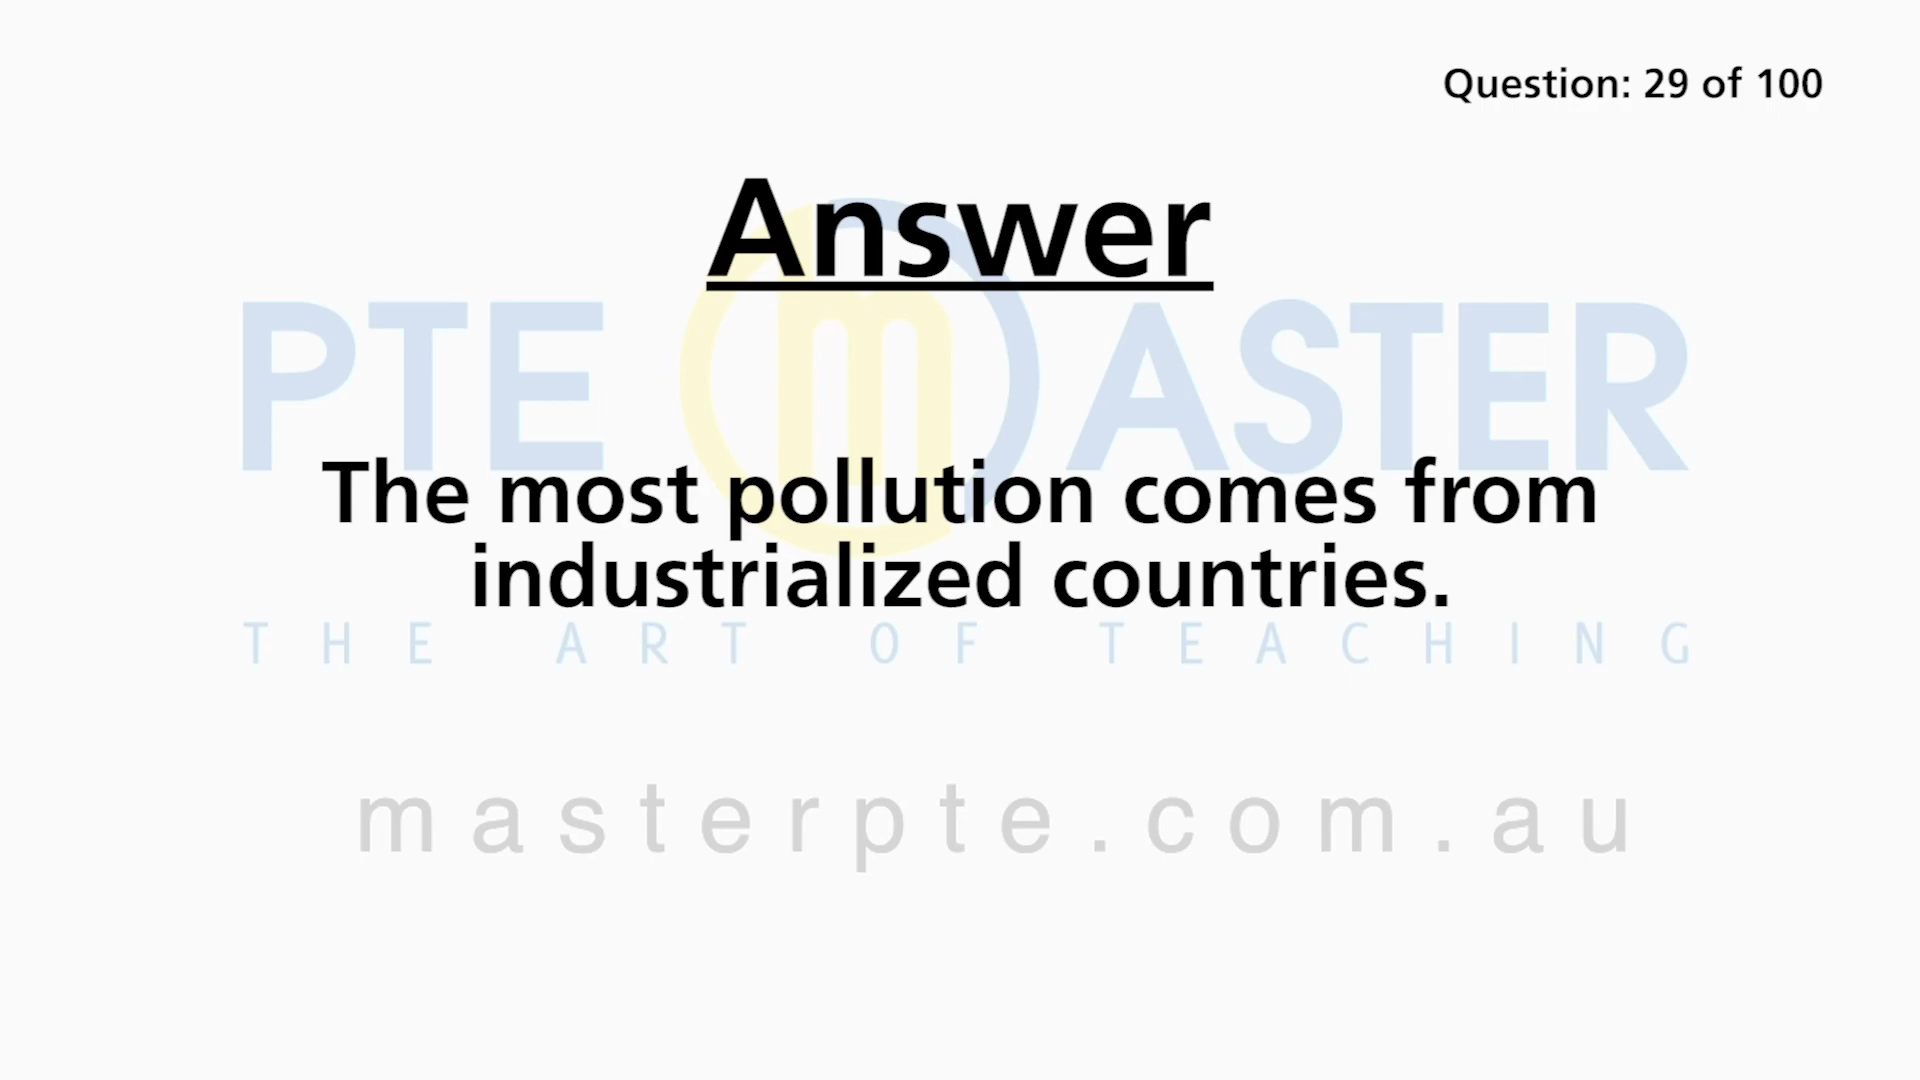 Question: 29 of 100
Answer
PTE mASTER
The most pollution comes from
industrialized countries.
THE ART OF TEACHING
masterpte.com.au